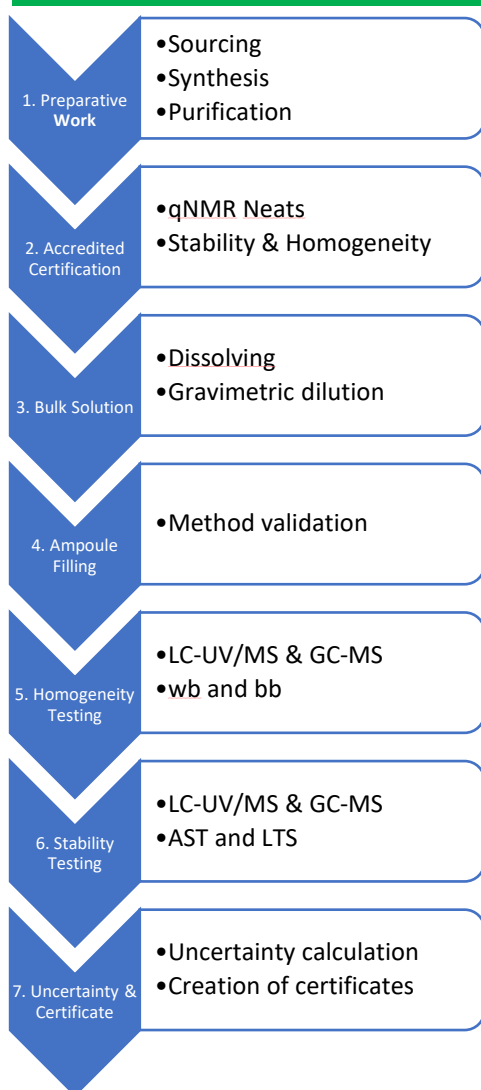 1. Preparative
Work
•Sourcing
•Synthesis
•Purification
2. Accredited
Certification
•qNMR Neats
•Stability & Homogeneity
3. Bulk Solution
•Dissolving
•Gravimetric dilution
4. Ampoule
Filling
•Method validation
5. Homogeneity
Testing
•LC-UV/MS & GC-MS
•wb and bb
6. Stability
Testing
•LC-UV/MS & GC-MS
•AST and LTS
7. Uncertainty &
Certificate
•Uncertainty calculation
•Creation of certificates